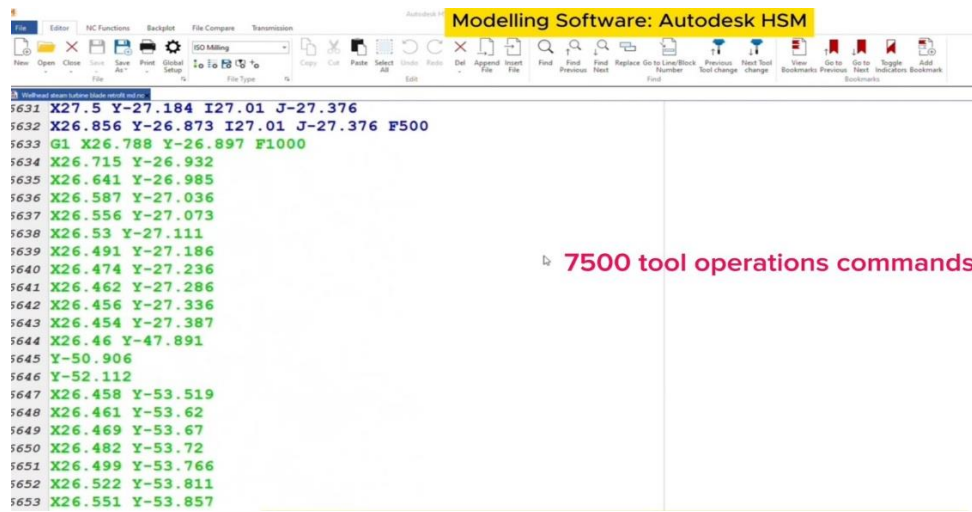 Autodesk H
Modelling Software: Autodesk HSM
File Editor NC Functions Backplot File Compare Transmission
ISO Milling
New Open Close Save Save As Print Global Setup Copy Cut Paste Select All Undo Redo Del Append File Insert File Find Find Previous Find Next Replace Go to Line/Block Number Previous Tool change Next Tool change View Bookmarks Go to Previous Go to Next Toggle Indicators Add Bookmark
File File Type Edit Find Bookmarks
Wellhead steam turbine blade retrofit md.nc
5631 X27.5 Y-27.184 I27.01 J-27.376
5632 X26.856 Y-26.873 I27.01 J-27.376 F500
5633 G1 X26.788 Y-26.897 F1000
5634 X26.715 Y-26.932
5635 X26.641 Y-26.985
5636 X26.587 Y-27.036
5637 X26.556 Y-27.073
5638 X26.53 Y-27.111
5639 X26.491 Y-27.186
7500 tool operations commands
5640 X26.474 Y-27.236
5641 X26.462 Y-27.286
5642 X26.456 Y-27.336
5643 X26.454 Y-27.387
5644 X26.46 Y-47.891
5645 Y-50.906
5646 Y-52.112
5647 X26.458 Y-53.519
5648 X26.461 Y-53.62
5649 X26.469 Y-53.67
5650 X26.482 Y-53.72
5651 X26.499 Y-53.766
5652 X26.522 Y-53.811
5653 X26.551 Y-53.857